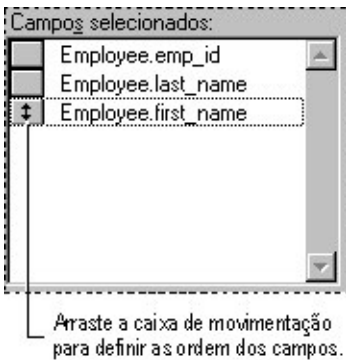 Campos selecionados:
Employee.emp_id
Employee.last_name
Employee.first_name
Arraste a caixa de movimentação
para definir as ordem dos campos.